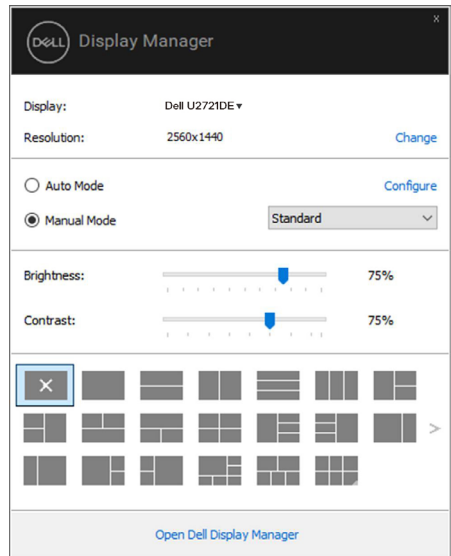 x
DELL Display Manager
Display: Dell U2721DE
Resolution: 2560x1440 Change
Auto Mode Configure
Manual Mode Standard
Brightness: 75%
Contrast: 75%
Open Dell Display Manager